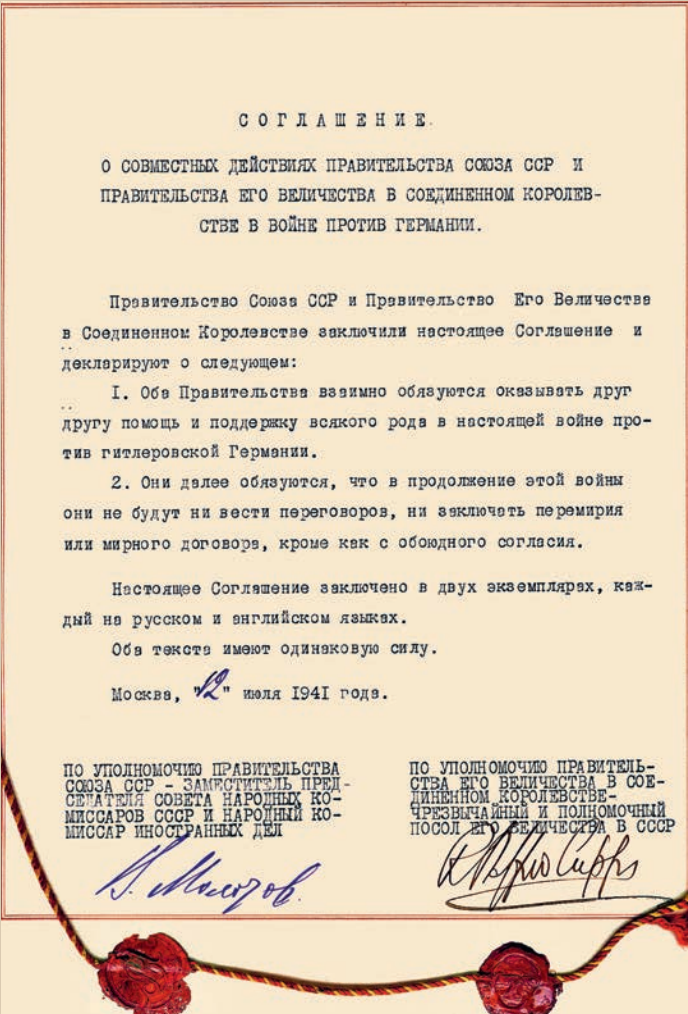 СОГЛАШЕНИЕ.
О СОВМЕСТНЫХ ДЕЙСТВИЯХ ПРАВИТЕЛЬСТВА СОЮЗА ССР И
ПРАВИТЕЛЬСТВА ЕГО ВЕЛИЧЕСТВА В СОЕДИНЕННОМ КОРОЛЕВ-
СТВЕ В ВОЙНЕ ПРОТИВ ГЕРМАНИИ.
Правительство Союза ССР и Правительство Его Величества
в Соединенном Королевстве заключили настоящее Соглашение и
декларируют о следующем:
I. Оба Правительства взаимно обязуются оказывать друг
другу помощь и поддержку всякого рода в настоящей войне про-
тив гитлеровской Германии.
2. Они далее обязуются, что в продолжение этой войны
они не будут ни вести переговоров, ни заключать перемирия
или мирного договора, кроме как с обоюдного согласия.
Настоящее Соглашение заключено в двух экземплярах, каж-
дый на русском и английском языках.
Оба текста имеют одинаковую силу.
Москва, "12" июля 1941 года.
ПО УПОЛНОМОЧИЮ ПРАВИТЕЛЬСТВА
СОЮЗА ССР - ЗАМЕСТИТЕЛЬ ПРЕД-
СЕДАТЕЛЯ СОВЕТА НАРОДНЫХ КО-
МИССАРОВ СССР И НАРОДНЫЙ КО-
МИССАР ИНОСТРАННЫХ ДЕЛ
В. Молотов.
ПО УПОЛНОМОЧИЮ ПРАВИТЕЛЬ-
СТВА ЕГО ВЕЛИЧЕСТВА В СОЕ-
ДИНЕННОМ КОРОЛЕВСТВЕ-
ЧРЕЗВЫЧАЙНЫЙ И ПОЛНОМОЧНЫЙ
ПОСОЛ ЕГО ВЕЛИЧЕСТВА В СССР